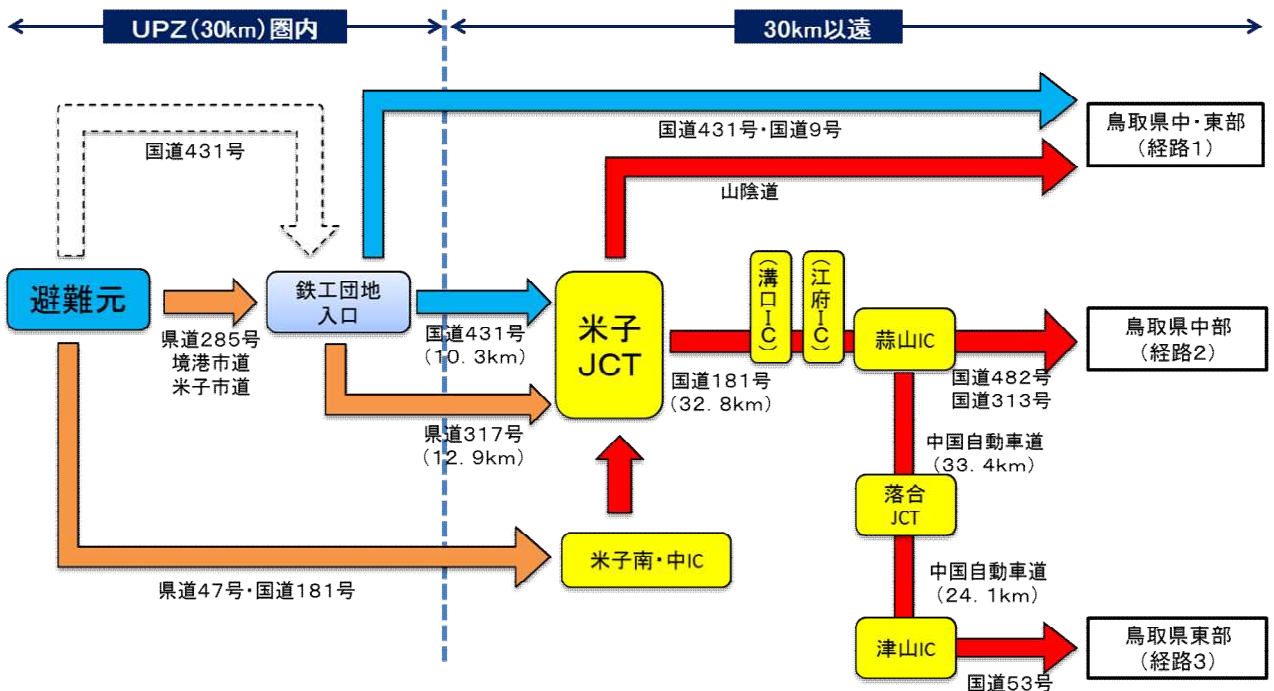 UPZ(30km)圏内
30km以遠
国道431号
国道431号・国道9号
鳥取県中・東部
(経路1)
山陰道
避難元
県道285号
境港市道
米子市道
鉄工団地
入口
国道431号
(10.3km)
県道317号
(12.9km)
米子
JCT
国道181号
(32.8km)
(溝口IC)
(江府IC)
蒜山IC
国道482号
国道313号
鳥取県中部
(経路2)
中国自動車道
(33.4km)
落合
JCT
県道47号・国道181号
米子南・中IC
中国自動車道
(24.1km)
津山IC
国道53号
鳥取県東部
(経路3)